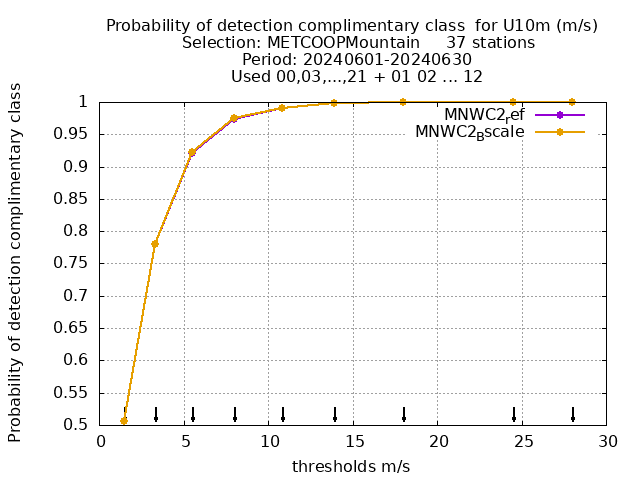 Probability of detection complimentary class  for U10m (m/s)
Selection: METCOOPMountain     37 stations
Period: 20240601-20240630
Used 00,03,...,21 + 01 02 ... 12
Probability of detection complimentary class
1
0.95
0.9
0.85
0.8
0.75
0.7
0.65
0.6
0.55
0.5
MNWC2ref
MNWC2Bscale
0 5 10 15 20 25 30
thresholds m/s